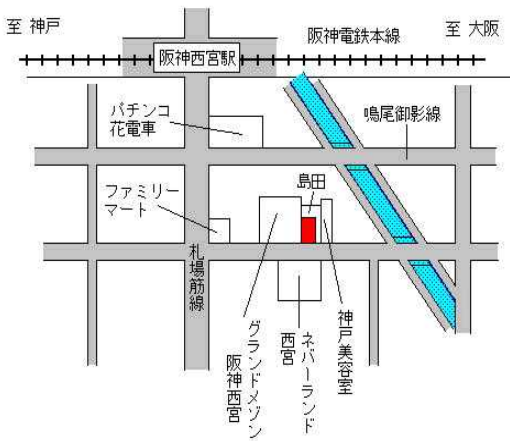 至 神戸
至 大阪
阪神電鉄本線
阪神西宮駅
パチンコ
花電車
鳴尾御影線
ファミリー
マート
島田
札場筋線
グランドメゾン
阪神西宮
ネバーランド
西宮
神戸美容室